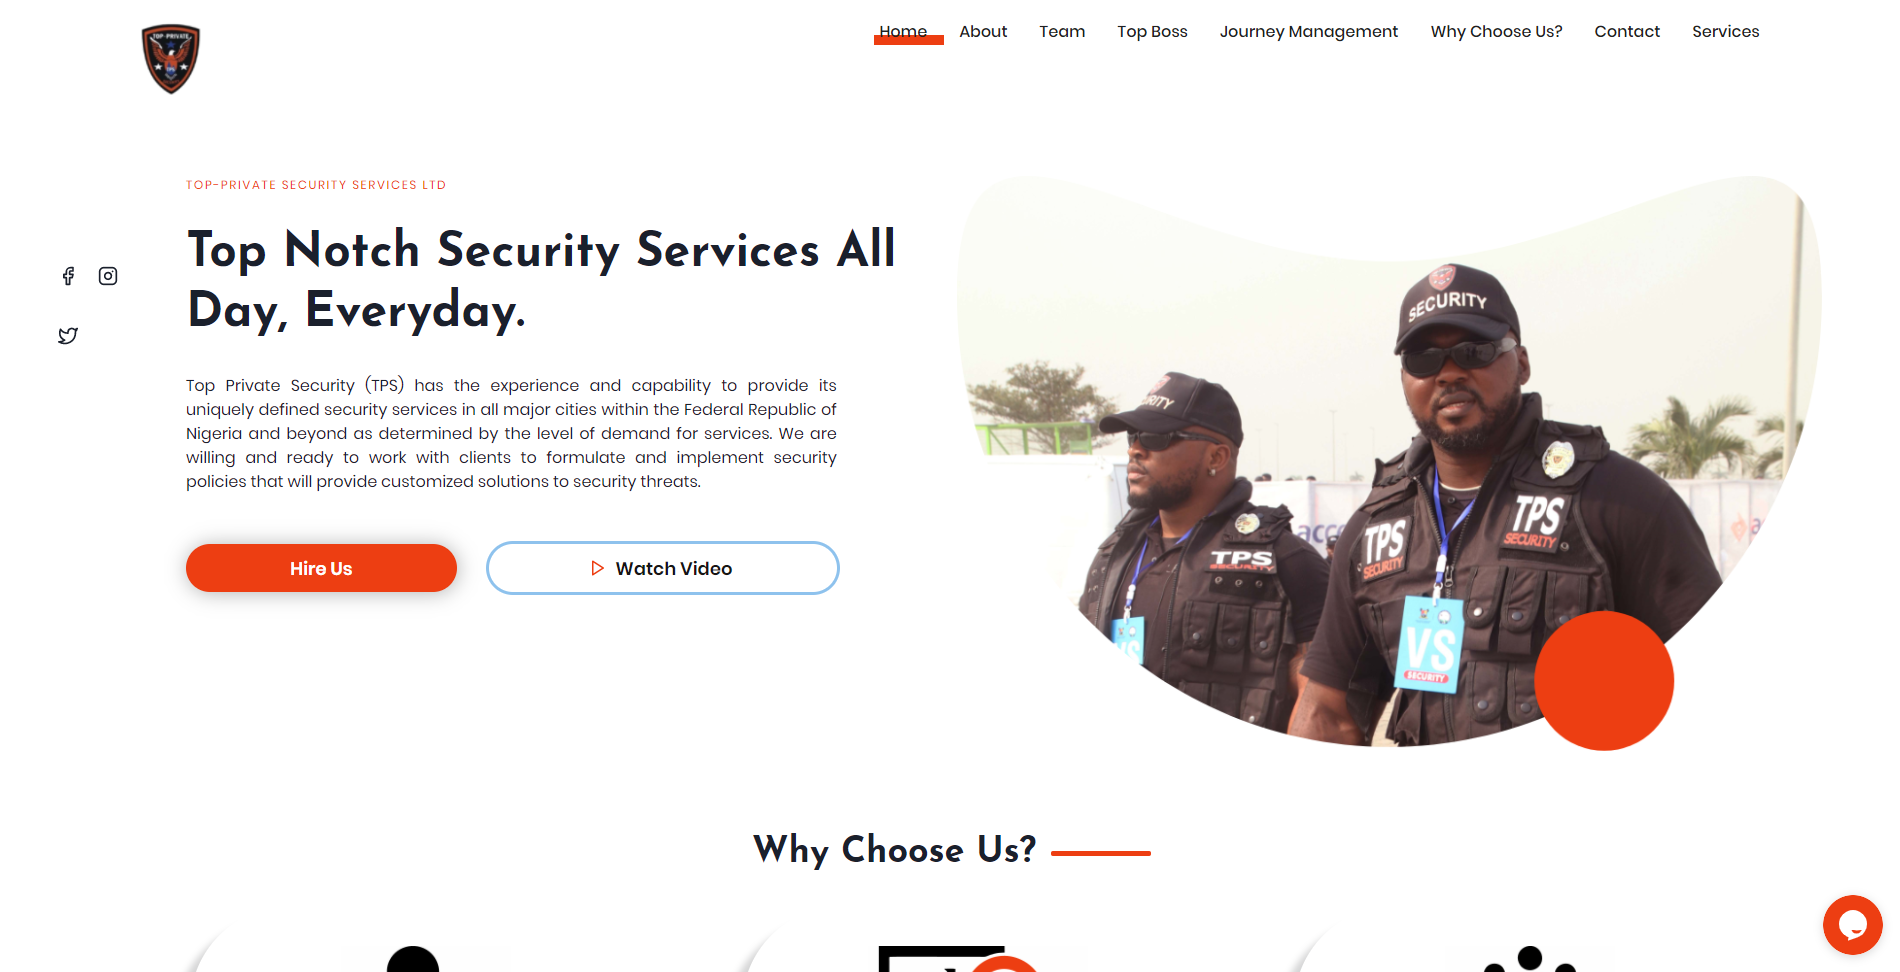 TOP-PRIVATE
Home About Team Top Boss Journey Management Why Choose Us? Contact Services
TOP-PRIVATE SECURITY SERVICES LTD
Top Notch Security Services All
Day, Everyday.
Top Private Security (TPS) has the experience and capability to provide its
uniquely defined security services in all major cities within the Federal Republic of
Nigeria and beyond as determined by the level of demand for services. We are
willing and ready to work with clients to formulate and implement security
policies that will provide customized solutions to security threats.
Hire Us
Watch Video
SECURITY
RITY
acce
TPS
SECURITY
TPS
SECURITY
TPS
SECURITY
VS
SECURITY
VS
Why Choose Us?